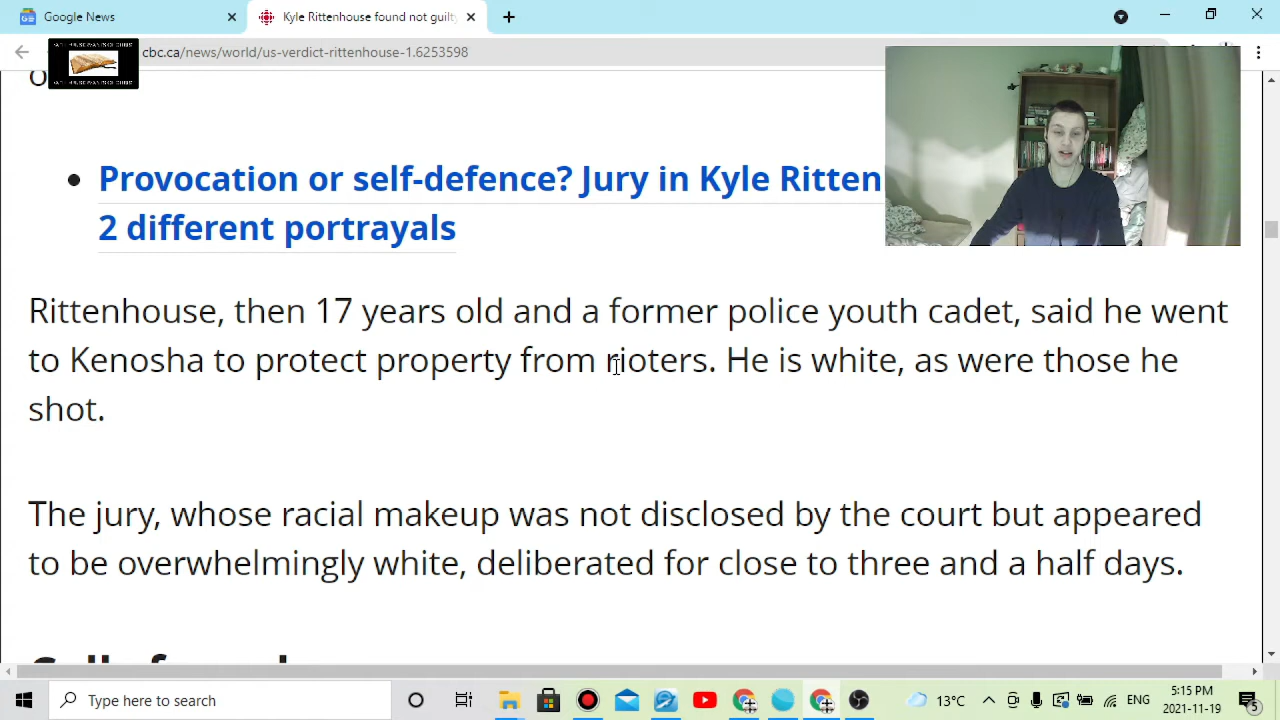 Google News
Kyle Rittenhouse found not guilty
cbc.ca/news/world/us-verdict-rittenhouse-1.6253598
Provocation or self-defence? Jury in Kyle Ritten
2 different portrayals
Rittenhouse, then 17 years old and a former police youth cadet, said he went
to Kenosha to protect property from rioters. He is white, as were those he
shot.
The jury, whose racial makeup was not disclosed by the court but appeared
to be overwhelmingly white, deliberated for close to three and a half days.
Type here to search
13°C
ENG
5:15 PM
2021-11-19
5